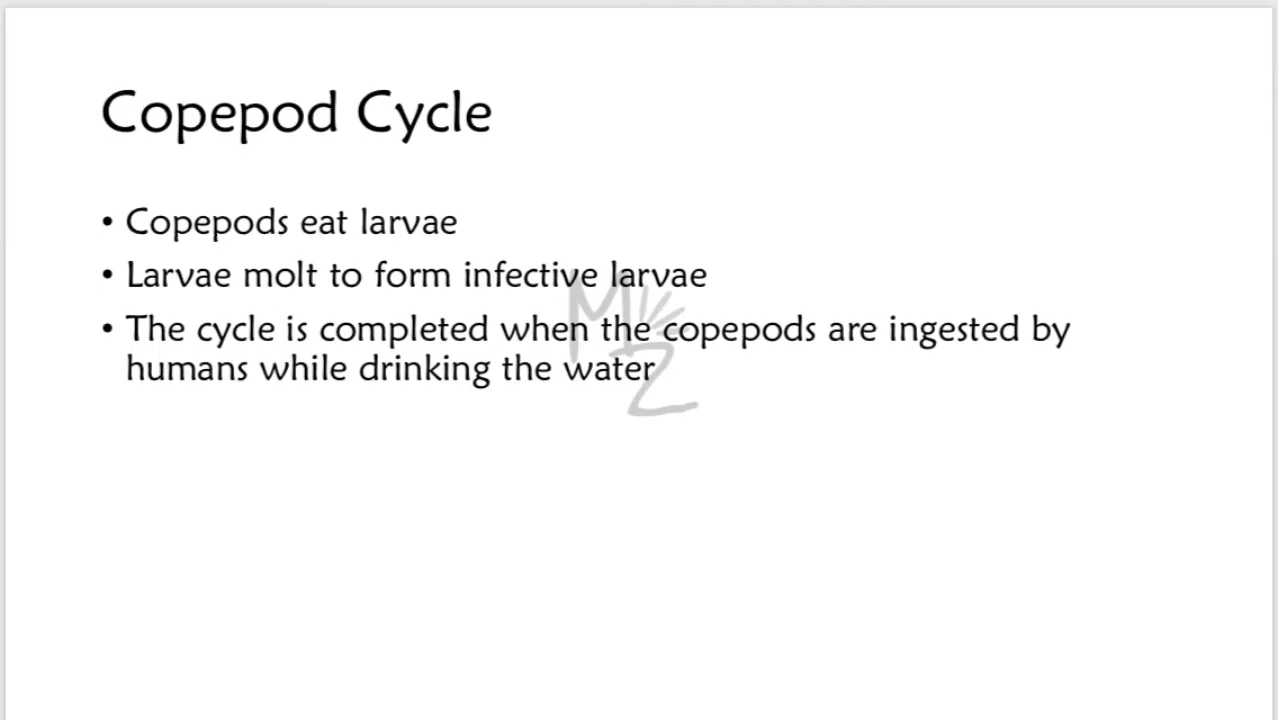 Copepod Cycle
• Copepods eat larvae
• Larvae molt to form infective larvae
• The cycle is completed when the copepods are ingested by
humans while drinking the water
MZ